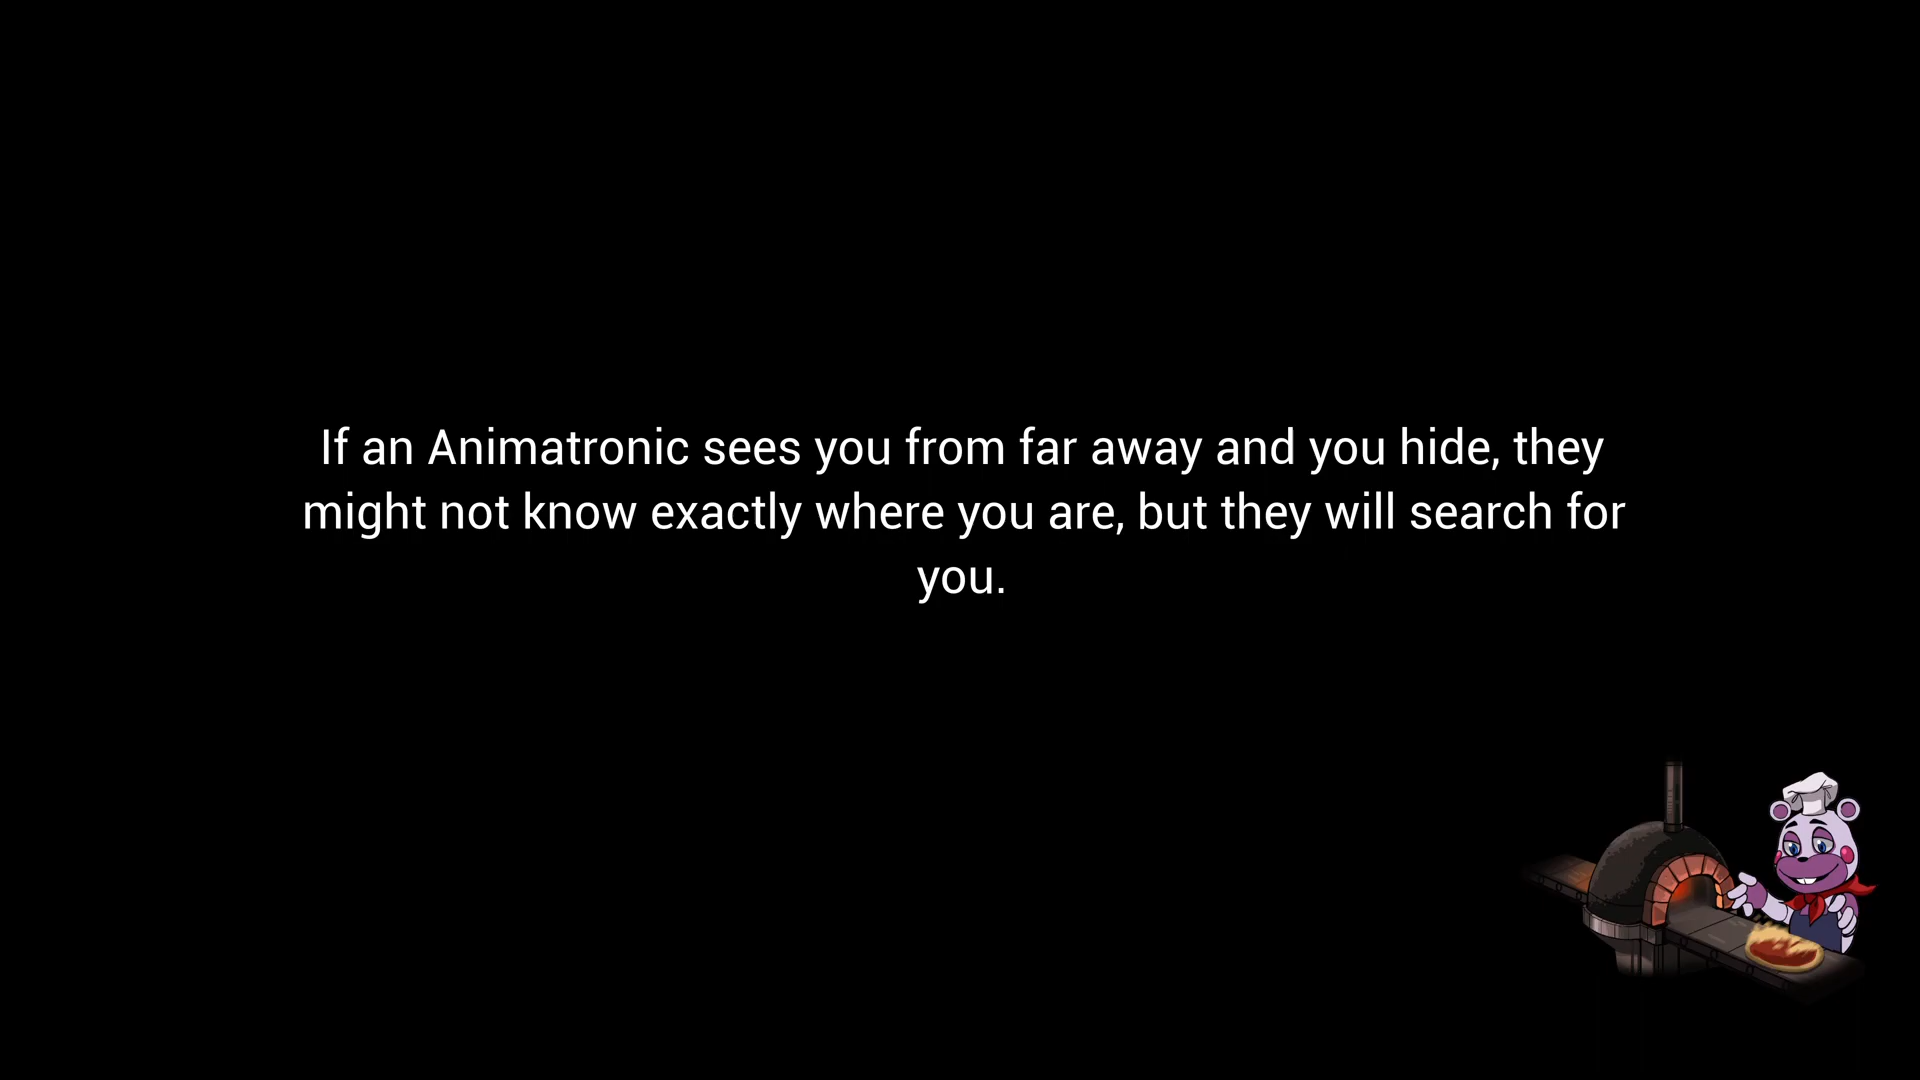 If an Animatronic sees you from far away and you hide, they
might not know exactly where you are, but they will search for
you.